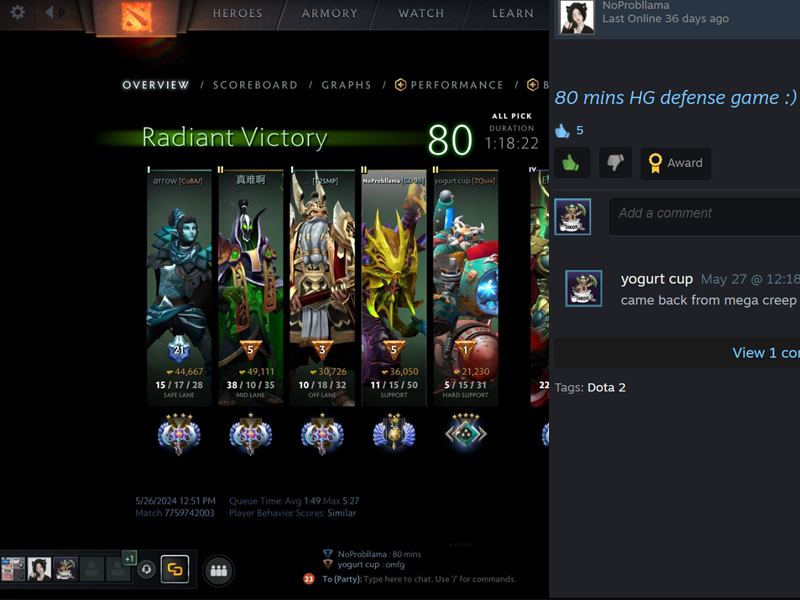 HEROES ARMORY WATCH LEARN
OVERVIEW / SCOREBOARD / GRAPHS / PERFORMANCE / B
Radiant Victory
80
ALL PICK
DURATION
1:18:22
I II I II II IV
arrow [CuBA/]
真难啊
NoProbllama
yogurt cup [ZQuix]
21 5 3 5 1
44,667 49,111 30,726 36,050 21,230
15 / 17 / 28 38 / 10 / 35 10 / 18 / 32 11 / 15 / 50 5 / 15 / 31 22
SAFE LANE MID LANE OFF LANE SUPPORT HARD SUPPORT
5/26/2024 12:51 PM Queue Time: Avg 1:49 Max 5:27
Match 7759742003 Player Behavior Scores: Similar
+1
NoProbllama : 80 mins
yogurt cup : omfg
23 To (Party): Type here to chat. Use '/' for commands.
NoProbllama
Last Online 36 days ago
80 mins HG defense game :)
5
Award
Add a comment
yogurt cup May 27 @ 12:18
came back from mega creep
View 1 co
Tags: Dota 2